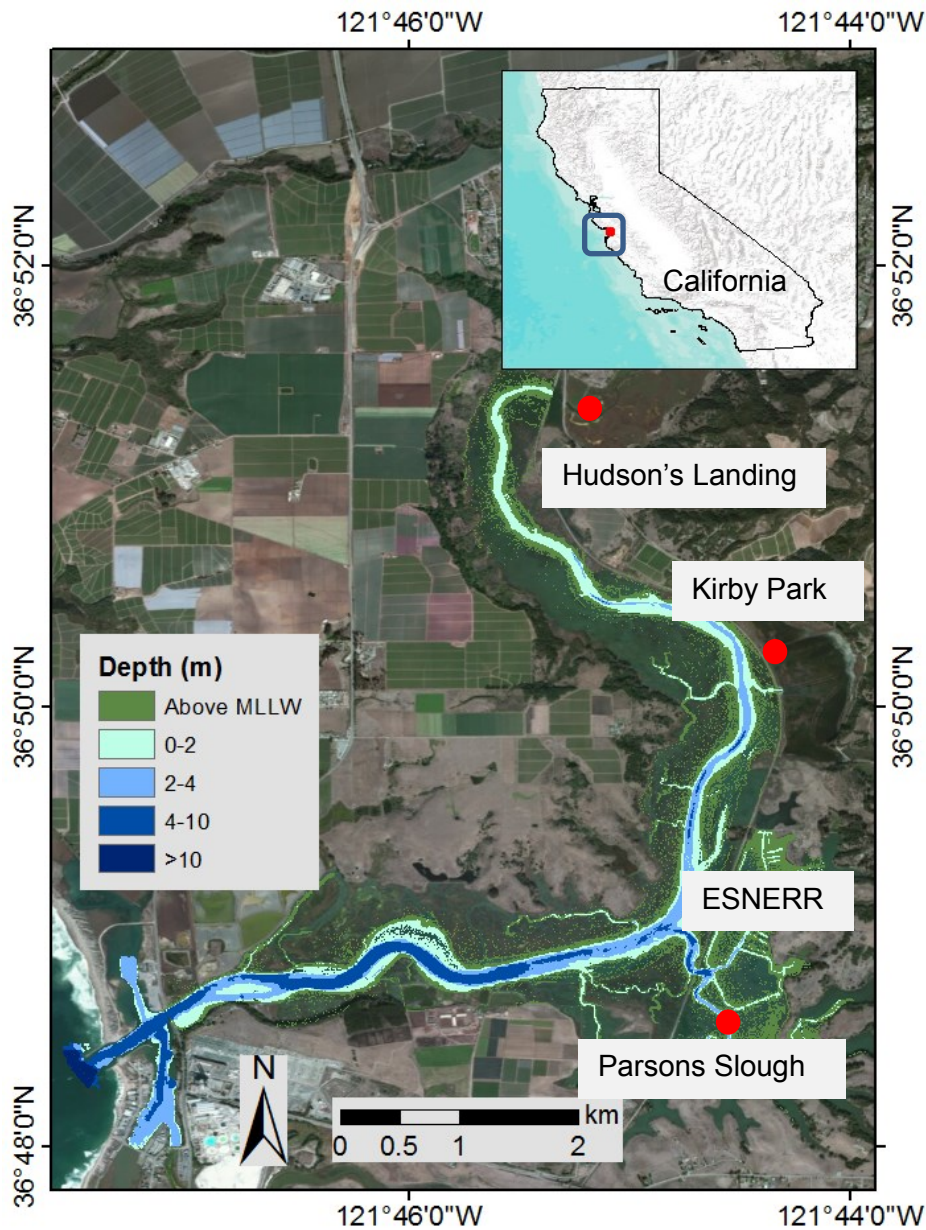 121°46'0"W
121°44'0"W
36°52'0"N
36°52'0"N
California
Hudson's Landing
Kirby Park
Depth (m)
Above MLLW
0-2
2-4
4-10
>10
36°50'0"N
36°50'0"N
ESNERR
Parsons Slough
N
km
0 0.5 1 2
36°48'0"N
36°48'0"N
121°46'0"W
121°44'0"W